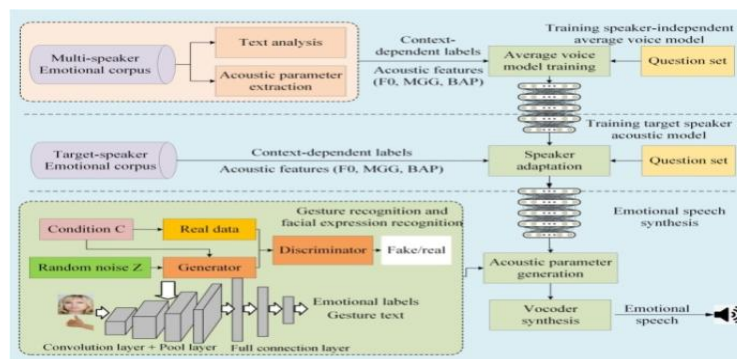 Multi-speaker
Emotional corpus
Text analysis
Acoustic parameter
extraction
Context-
dependent labels
Acoustic features
(F0, MGG, BAP)
Training speaker-independent
average voice model
Average voice
model training
Question set
Training target speaker
acoustic model
Target-speaker
Emotional corpus
Context-dependent labels
Acoustic features (F0, MGG, BAP)
Speaker
adaptation
Question set
Gesture recognition and
facial expression recognition
Condition C
Real data
Discriminator
Fake/real
Random noise Z
Generator
Emotional labels
Gesture text
Convolution layer + Pool layer
Full connection layer
Emotional speech
synthesis
Acoustic parameter
generation
Vocoder
synthesis
Emotional
speech